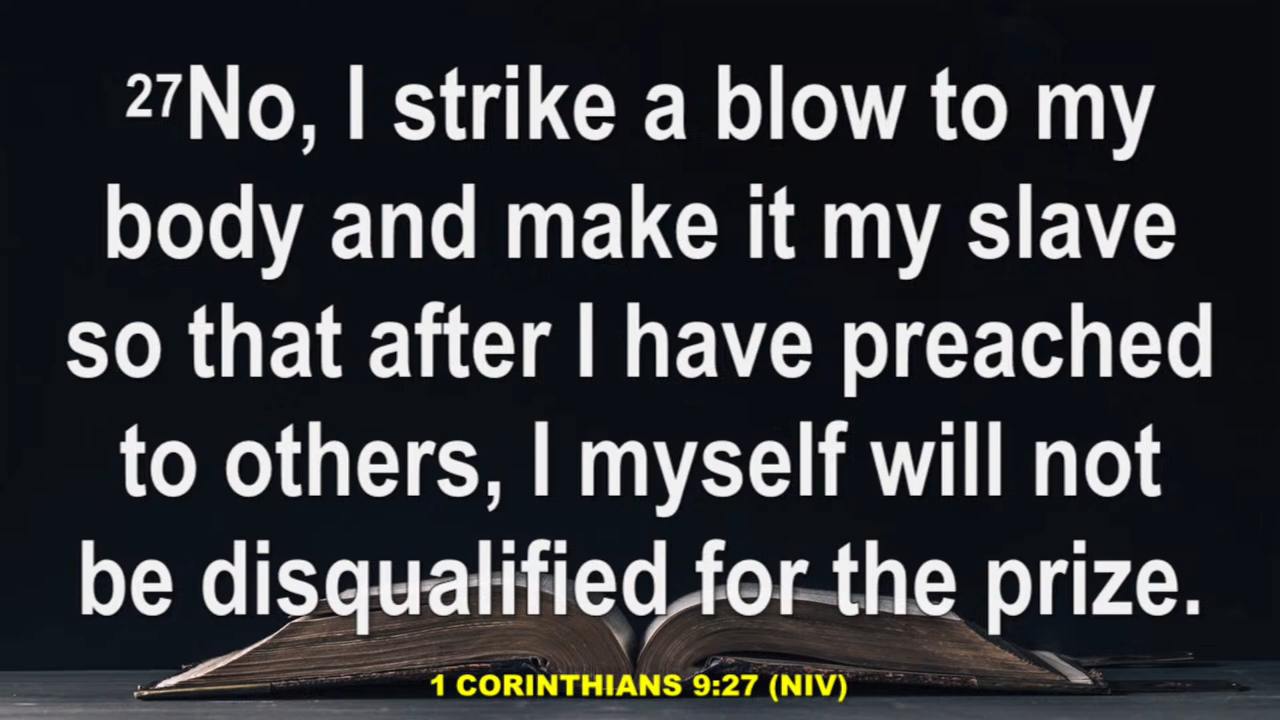 27No, I strike a blow to my
body and make it my slave
so that after I have preached
to others, I myself will not
be disqualified for the prize.
1 CORINTHIANS 9:27 (NIV)